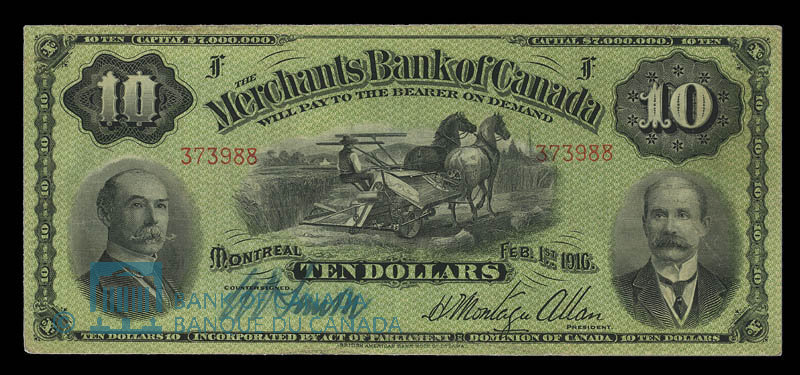 10 TEN (CAPITAL $7,000,000.) (CAPITAL $7,000,000.) 10 TEN
10 THE Merchants Bank of Canada 10
WILL PAY TO THE BEARER ON DEMAND
373988 373988
MONTREAL FEB. 1ST 1916.
TEN DOLLARS
COUNTERSIGNED.
H Montagu Allan
PRESIDENT.
BANK OF CANADA
BANQUE DU CANADA
TEN DOLLARS 10 INCORPORATED BY ACT OF PARLIAMENT DOMINION OF CANADA. 10 TEN DOLLARS